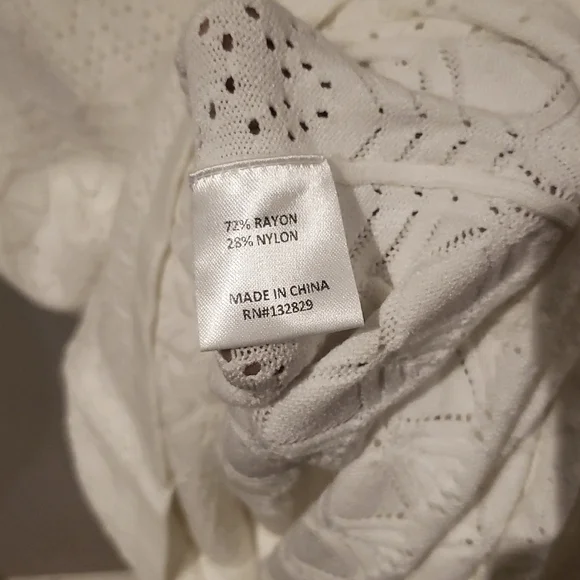 72% RAYON
28% NYLON
MADE IN CHINA
RN#132829